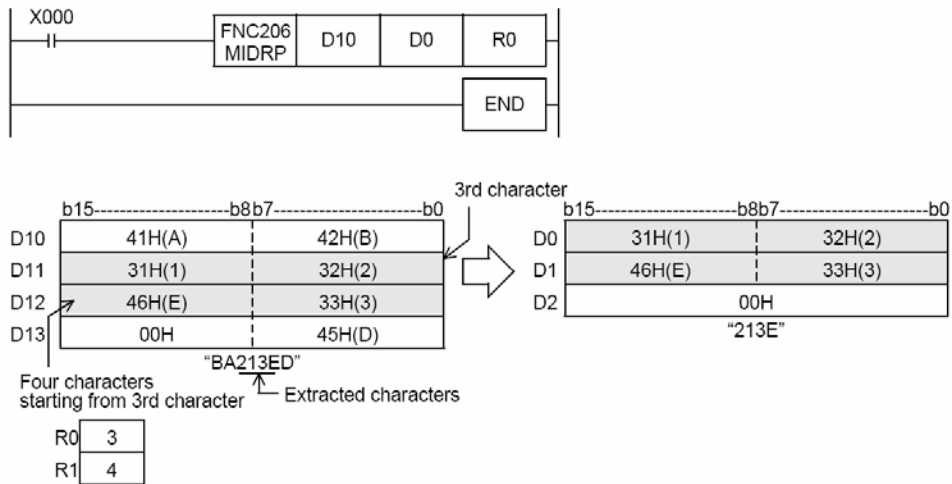 X000
FNC206 MIDRP D10 D0 R0
END
3rd character
b15------------------------b8 b7------------------------b0
b15------------------------b8 b7------------------------b0
D10 41H(A) 42H(B)
D0 31H(1) 32H(2)
D11 31H(1) 32H(2)
D1 46H(E) 33H(3)
D12 46H(E) 33H(3)
D2 00H
D13 00H 45H(D)
“213E”
“BA213ED”
Four characters
starting from 3rd character
Extracted characters
R0 3
R1 4